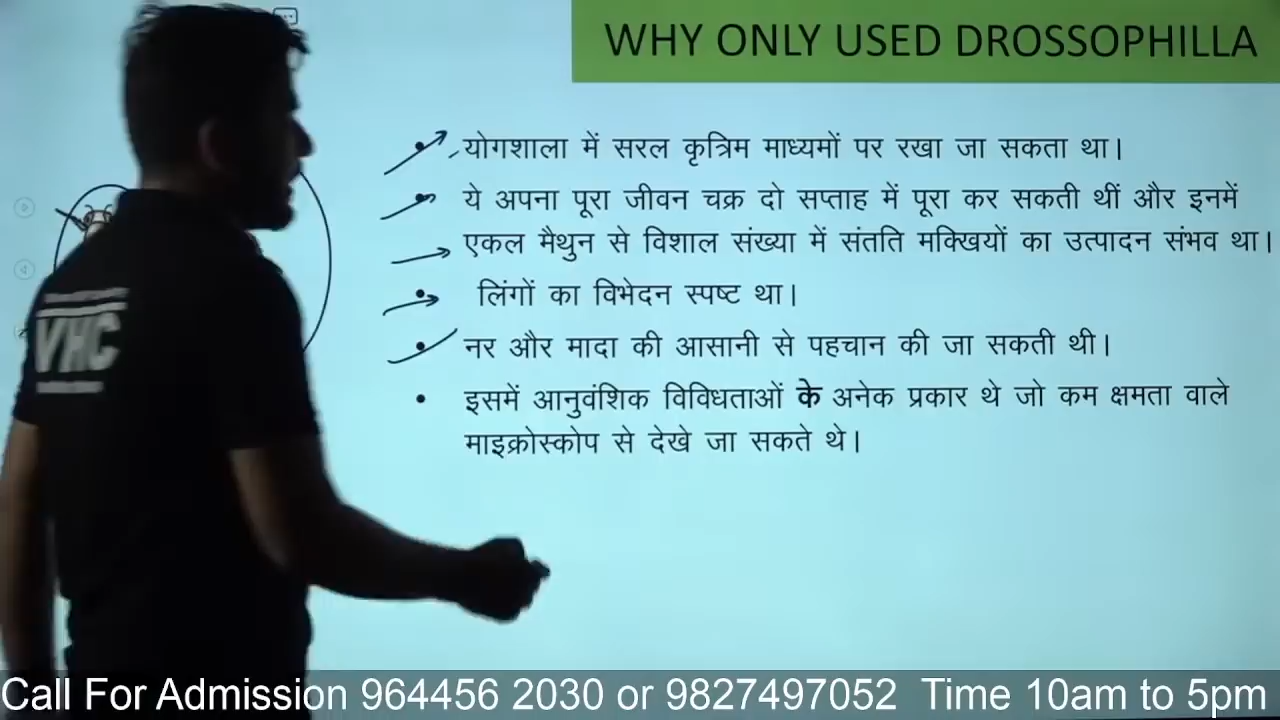 WHY ONLY USED DROSSOPHILLA
योगशाला में सरल कृत्रिम माध्यमों पर रखा जा सकता था।
ये अपना पूरा जीवन चक्र दो सप्ताह में पूरा कर सकती थीं और इनमें
एकल मैथुन से विशाल संख्या में संतति मक्खियों का उत्पादन संभव था।
लिंगों का विभेदन स्पष्ट था।
नर और मादा की आसानी से पहचान की जा सकती थी।
इसमें आनुवंशिक विविधताओं के अनेक प्रकार थे जो कम क्षमता वाले
माइक्रोस्कोप से देखे जा सकते थे।
VHC
Call For Admission 964456 2030 or 9827497052 Time 10am to 5pm